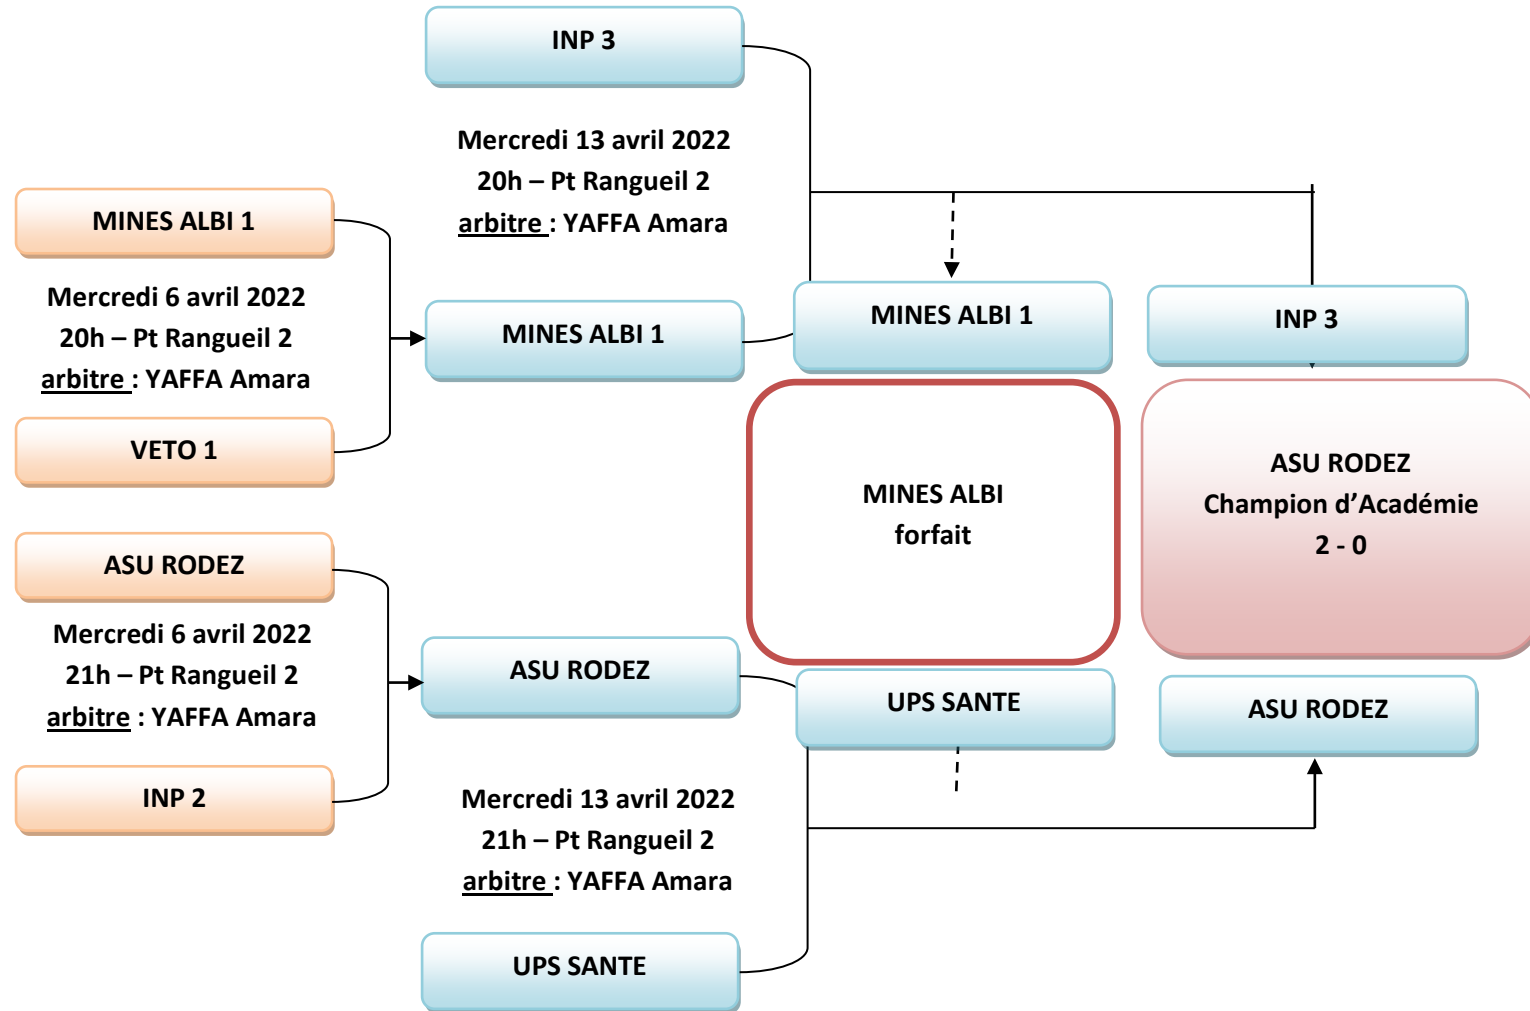 INP 3
Mercredi 13 avril 2022
20h – Pt Rangueil 2
arbitre : YAFFA Amara
MINES ALBI 1
Mercredi 6 avril 2022
20h – Pt Rangueil 2
arbitre : YAFFA Amara
VETO 1
MINES ALBI 1
MINES ALBI 1
INP 3
MINES ALBI
forfait
ASU RODEZ
Champion d’Académie
2 - 0
ASU RODEZ
Mercredi 6 avril 2022
21h – Pt Rangueil 2
arbitre : YAFFA Amara
INP 2
ASU RODEZ
UPS SANTE
ASU RODEZ
Mercredi 13 avril 2022
21h – Pt Rangueil 2
arbitre : YAFFA Amara
UPS SANTE